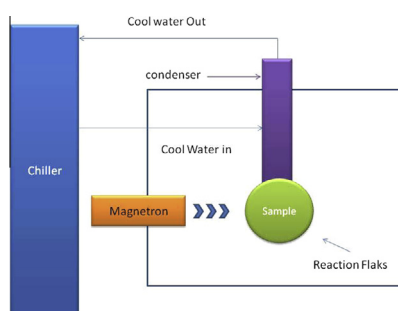 Cool water Out
condenser
Cool Water in
Chiller
Magnetron
Sample
Reaction Flaks